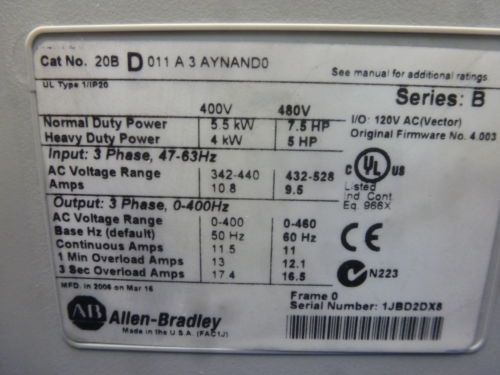 Cat No. 20B D 011 A 3 AYNAND0
UL Type 1/IP20
See manual for additional ratings
Series: B
400V 480V
I/O: 120V AC(Vector)
Normal Duty Power 5.5 kW 7.5 HP
Original Firmware No. 4.003
Heavy Duty Power 4 kW 5 HP
Input: 3 Phase, 47-63Hz
AC Voltage Range 342-440 432-528
Amps 10.8 9.5
C UL US
Listed
Ind. Cont.
Eq. 966X
Output: 3 Phase, 0-400Hz
AC Voltage Range 0-400 0-460
Base Hz (default) 50 Hz 60 Hz
Continuous Amps 11.5 11
1 Min Overload Amps 13 12.1
3 Sec Overload Amps 17.4 16.5
CE
N223
MFD. in 2006 on Mar 16
Frame 0
Serial Number: 1JBD2DX8
AB Allen-Bradley
Made in the U.S.A. (FAC1J)